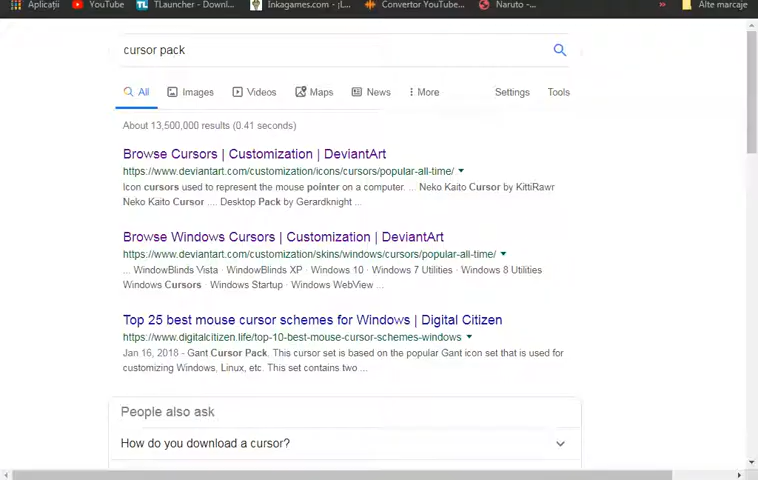 Aplicații YouTube TLauncher - Downl... Inkagames.com - ¡L... Convertor YouTube... Naruto -... » Alte marcaje
cursor pack
All Images Videos Maps News More Settings Tools
About 13,500,000 results (0.41 seconds)
Browse Cursors | Customization | DeviantArt
https://www.deviantart.com/customization/icons/cursors/popular-all-time/
Icon cursors used to represent the mouse pointer on a computer. ... Neko Kaito Cursor by KittiRawr
Neko Kaito Cursor .... Desktop Pack by Gerardknight ...
Browse Windows Cursors | Customization | DeviantArt
https://www.deviantart.com/customization/skins/windows/cursors/popular-all-time/
... WindowBlinds Vista · WindowBlinds XP · Windows 10 · Windows 7 Utilities · Windows 8 Utilities
Windows Cursors · Windows Startup · Windows WebView ...
Top 25 best mouse cursor schemes for Windows | Digital Citizen
https://www.digitalcitizen.life/top-10-best-mouse-cursor-schemes-windows
Jan 16, 2018 - Gant Cursor Pack. This cursor set is based on the popular Gant icon set that is used for
customizing Windows, Linux, etc. This set contains two ...
People also ask
How do you download a cursor?